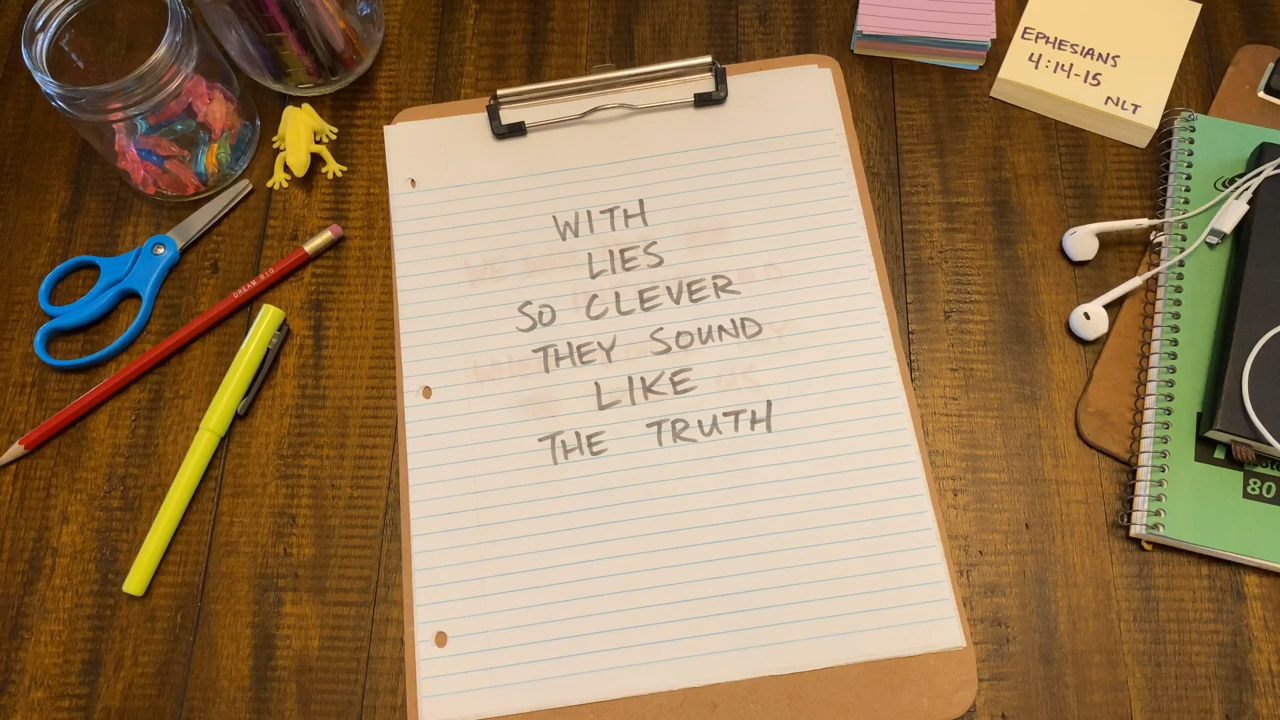 EPHESIANS
4:14-15
NLT
WITH
LIES
SO CLEVER
THEY SOUND
LIKE
THE TRUTH
DREAM BIG
80